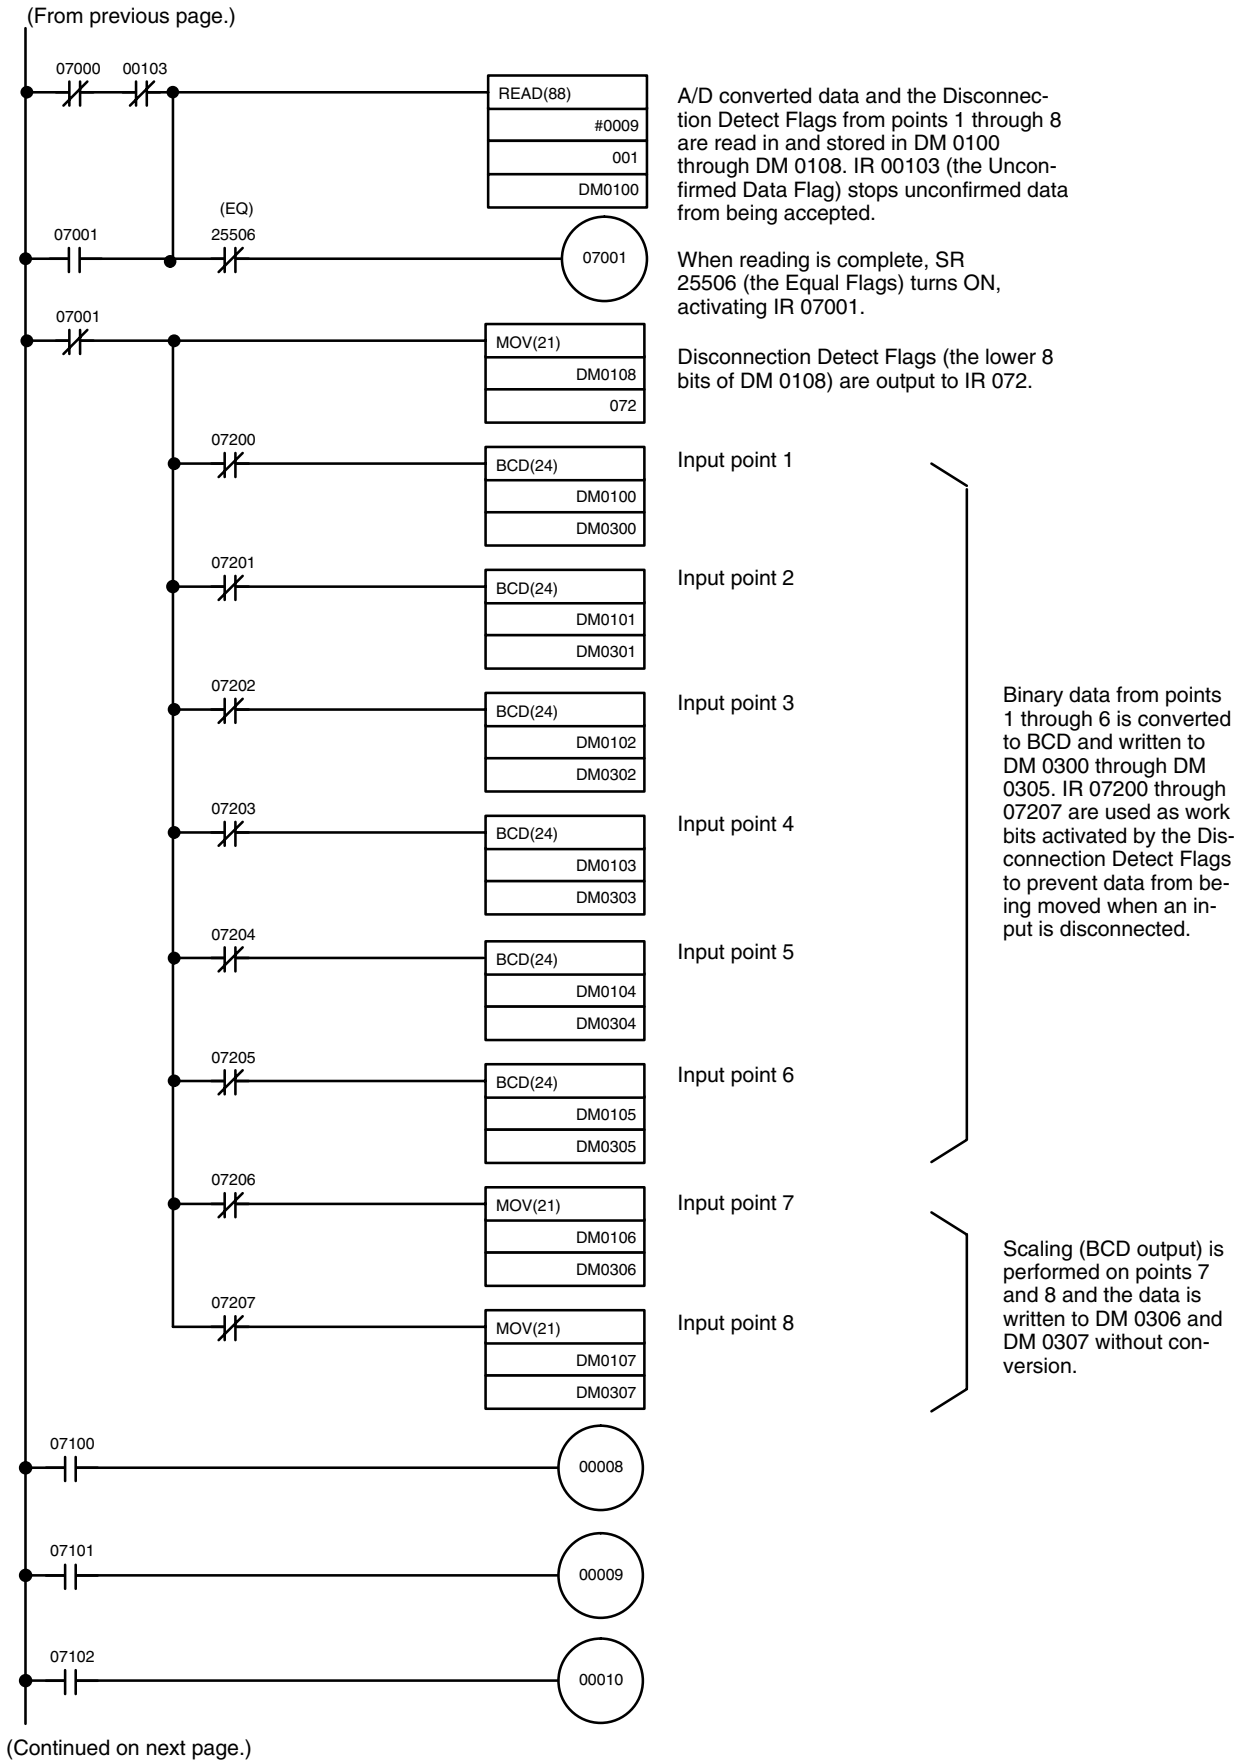 (From previous page.)
07000 00103
READ(88)
#0009
001
DM0100
A/D converted data and the Disconnec-
tion Detect Flags from points 1 through 8
are read in and stored in DM 0100
through DM 0108. IR 00103 (the Uncon-
firmed Data Flag) stops unconfirmed data
from being accepted.
(EQ)
07001 25506
07001
When reading is complete, SR
25506 (the Equal Flags) turns ON,
activating IR 07001.
07001
MOV(21)
DM0108
072
Disconnection Detect Flags (the lower 8
bits of DM 0108) are output to IR 072.
07200
BCD(24)
DM0100
DM0300
Input point 1
07201
BCD(24)
DM0101
DM0301
Input point 2
07202
BCD(24)
DM0102
DM0302
Input point 3
07203
BCD(24)
DM0103
DM0303
Input point 4
07204
BCD(24)
DM0104
DM0304
Input point 5
07205
BCD(24)
DM0105
DM0305
Input point 6
Binary data from points
1 through 6 is converted
to BCD and written to
DM 0300 through DM
0305. IR 07200 through
07207 are used as work
bits activated by the Dis-
connection Detect Flags
to prevent data from be-
ing moved when an in-
put is disconnected.
07206
MOV(21)
DM0106
DM0306
Input point 7
07207
MOV(21)
DM0107
DM0307
Input point 8
Scaling (BCD output) is
performed on points 7
and 8 and the data is
written to DM 0306 and
DM 0307 without con-
version.
07100
00008
07101
00009
07102
00010
(Continued on next page.)